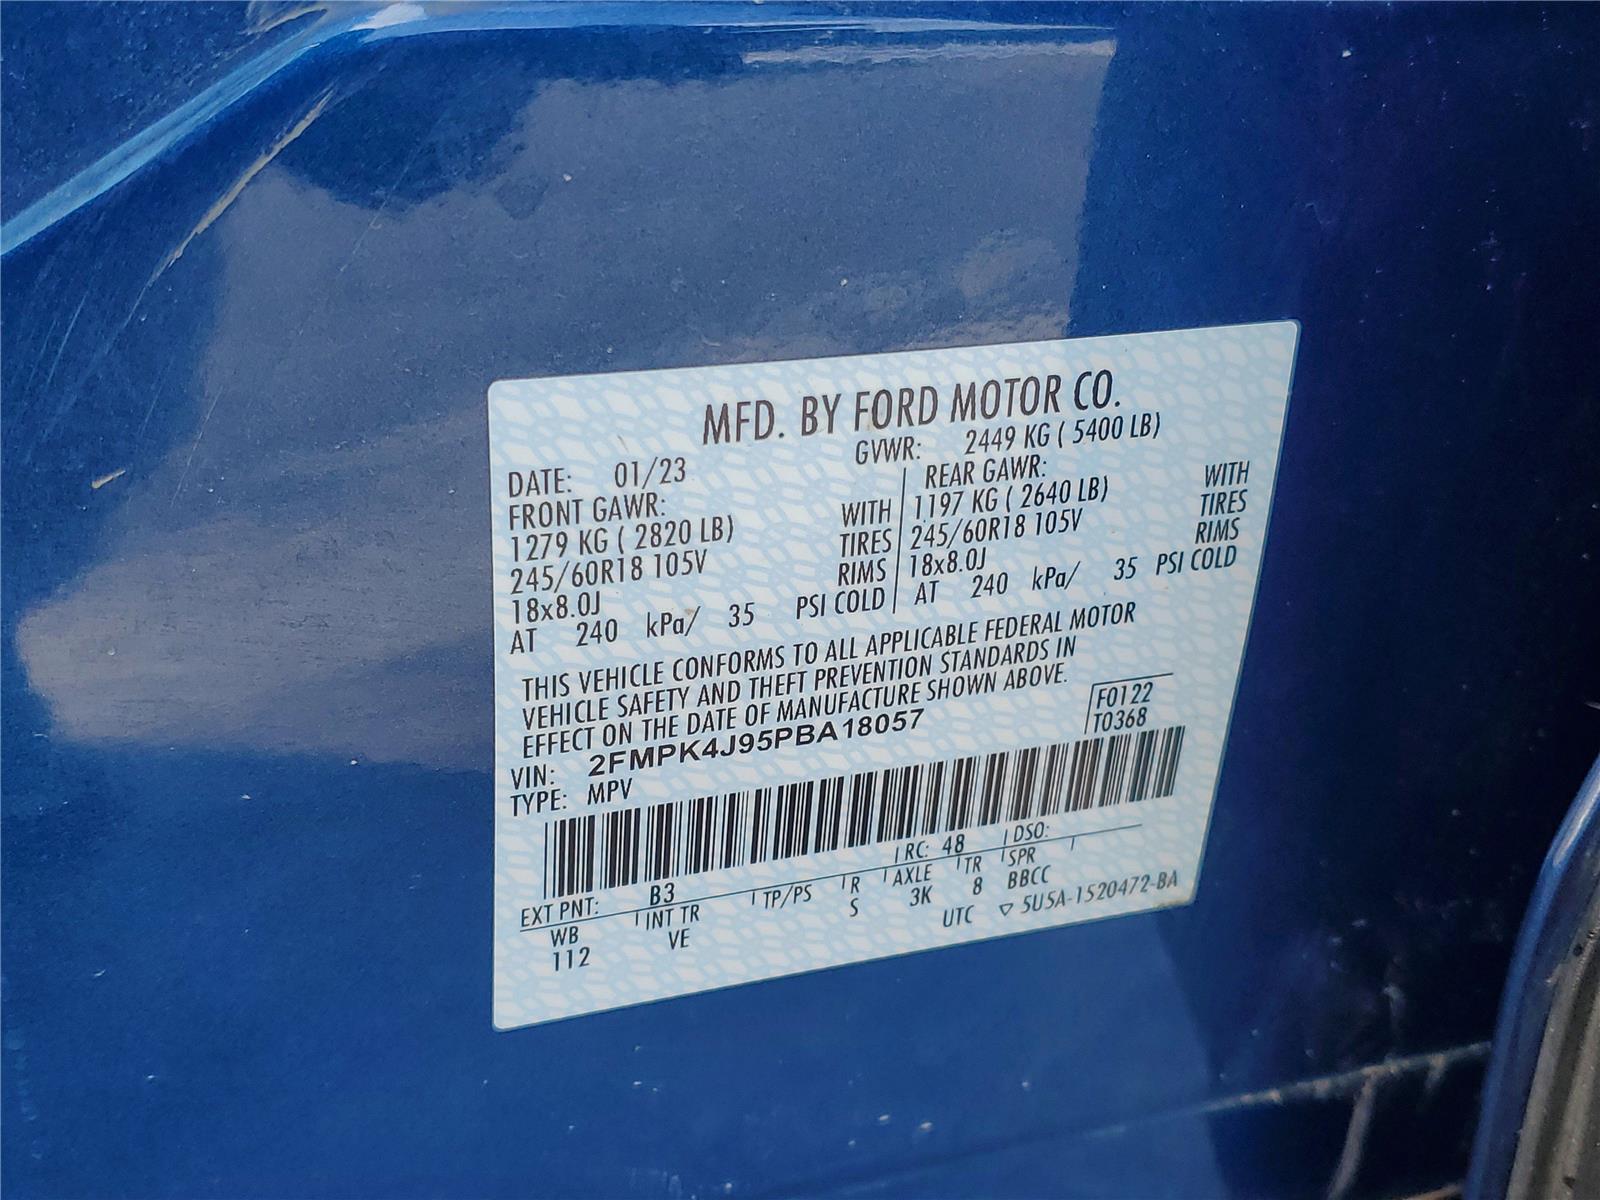 MFD. BY FORD MOTOR CO.
DATE: 01/23 GVWR: 2449 KG ( 5400 LB)
FRONT GAWR: REAR GAWR:
1279 KG ( 2820 LB) WITH 1197 KG ( 2640 LB) WITH
245/60R18 105V TIRES 245/60R18 105V TIRES
18x8.0J RIMS 18x8.0J RIMS
AT 240 kPa/ 35 PSI COLD AT 240 kPa/ 35 PSI COLD
THIS VEHICLE CONFORMS TO ALL APPLICABLE FEDERAL MOTOR
VEHICLE SAFETY AND THEFT PREVENTION STANDARDS IN
EFFECT ON THE DATE OF MANUFACTURE SHOWN ABOVE.
VIN: 2FMPK4J95PBA18057 F0122
TYPE: MPV T0368
EXT PNT: B3 RC: 48 DSO:
WB INT TR TP/PS R AXLE TR SPR
112 VE S 3K 8 BBCC
UTC ▽ 5U5A-1520472-BA